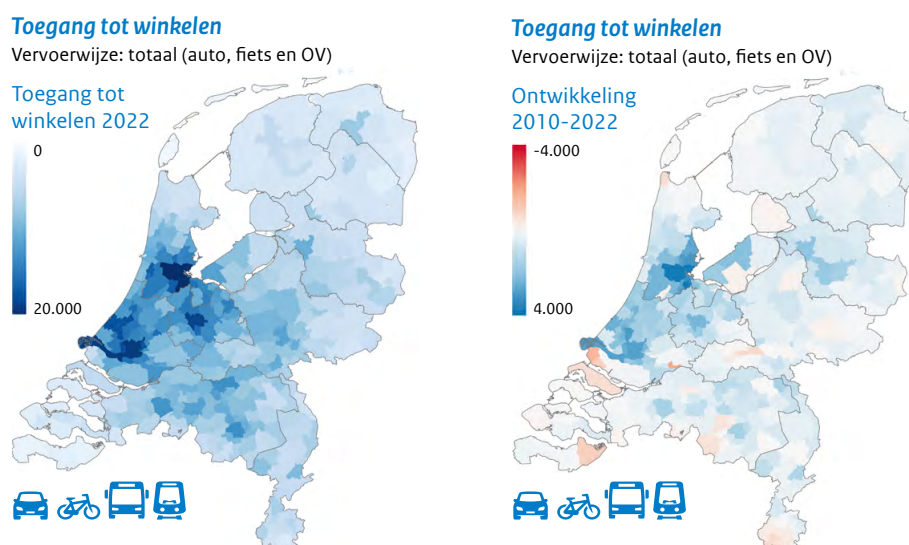 Toegang tot winkelen
Vervoerwijze: totaal (auto, fiets en OV)
Toegang tot
winkelen 2022
0
20.000
Toegang tot winkelen
Vervoerwijze: totaal (auto, fiets en OV)
Ontwikkeling
2010-2022
-4.000
4.000